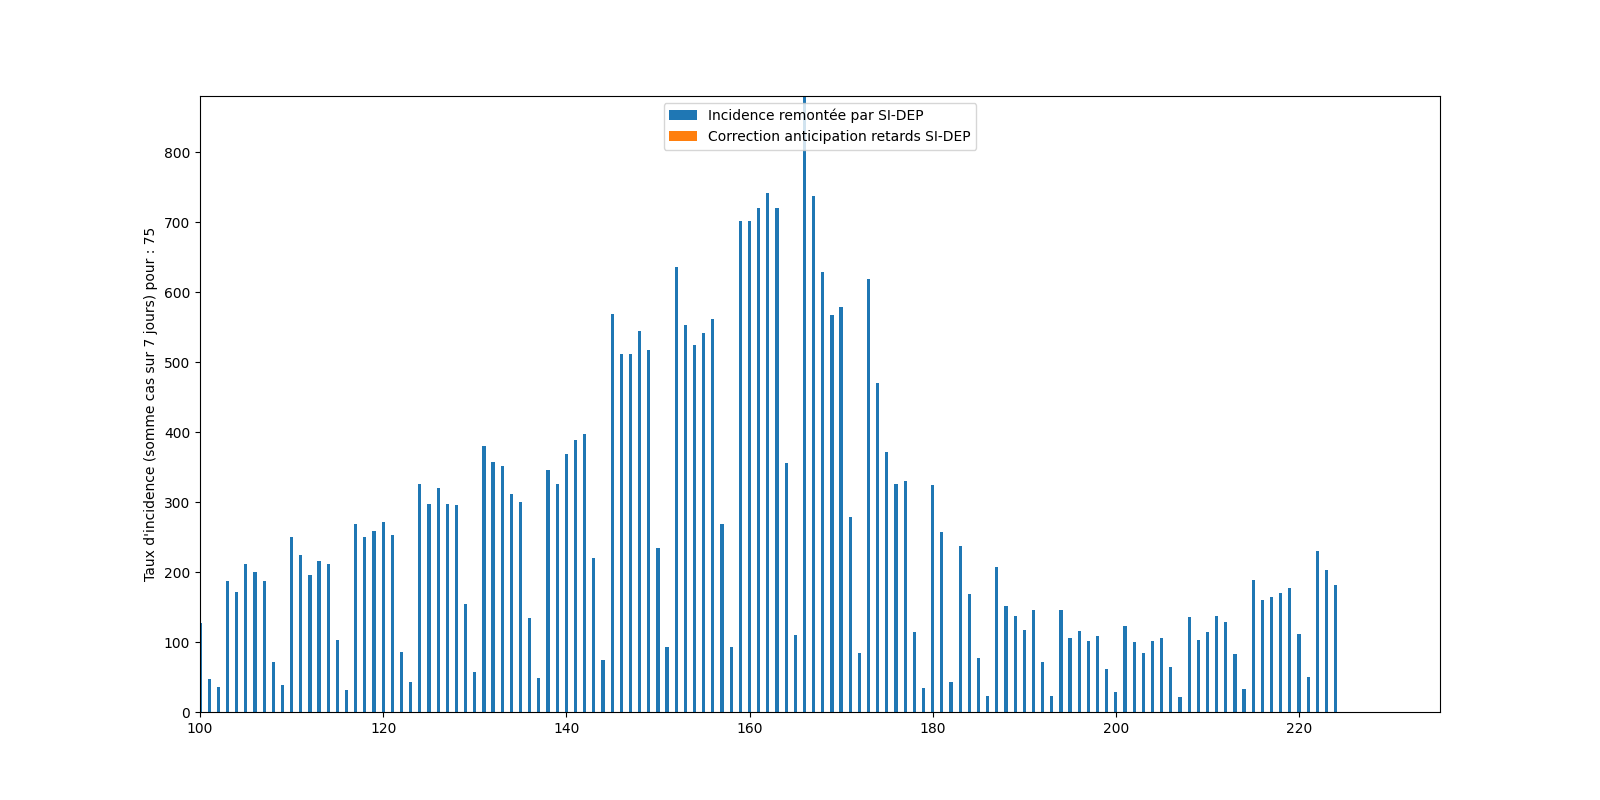 Incidence remontée par SI-DEP
Correction anticipation retards SI-DEP
Taux d'incidence (somme cas sur 7 jours) pour : 75
800
700
600
500
400
300
200
100
0
100 120 140 160 180 200 220